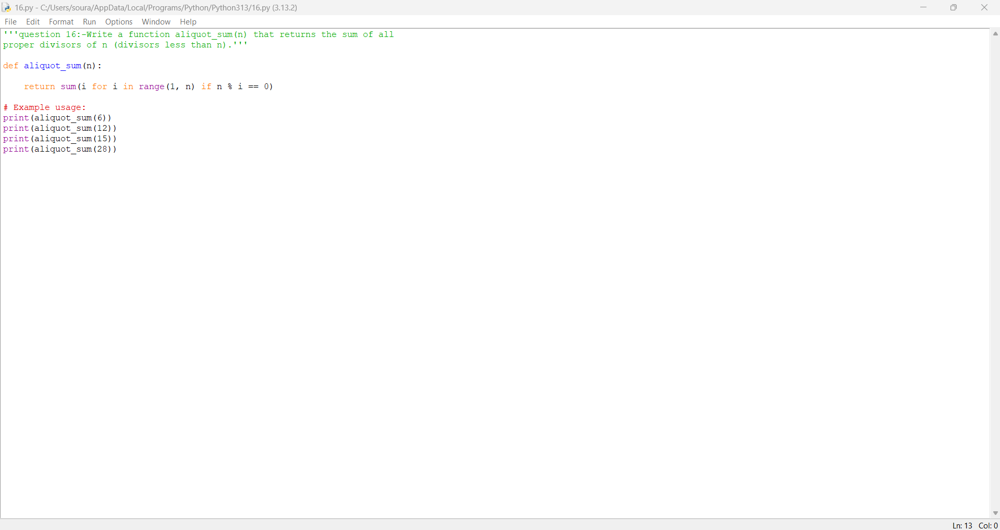 16.py - C:/Users/soura/AppData/Local/Programs/Python/Python313/16.py (3.13.2)
File Edit Format Run Options Window Help
'''question 16:-Write a function aliquot_sum(n) that returns the sum of all
proper divisors of n (divisors less than n).'''
def aliquot_sum(n):
    return sum(i for i in range(1, n) if n % i == 0)
# Example usage:
print(aliquot_sum(6))
print(aliquot_sum(12))
print(aliquot_sum(15))
print(aliquot_sum(28))
Ln: 13 Col: 0